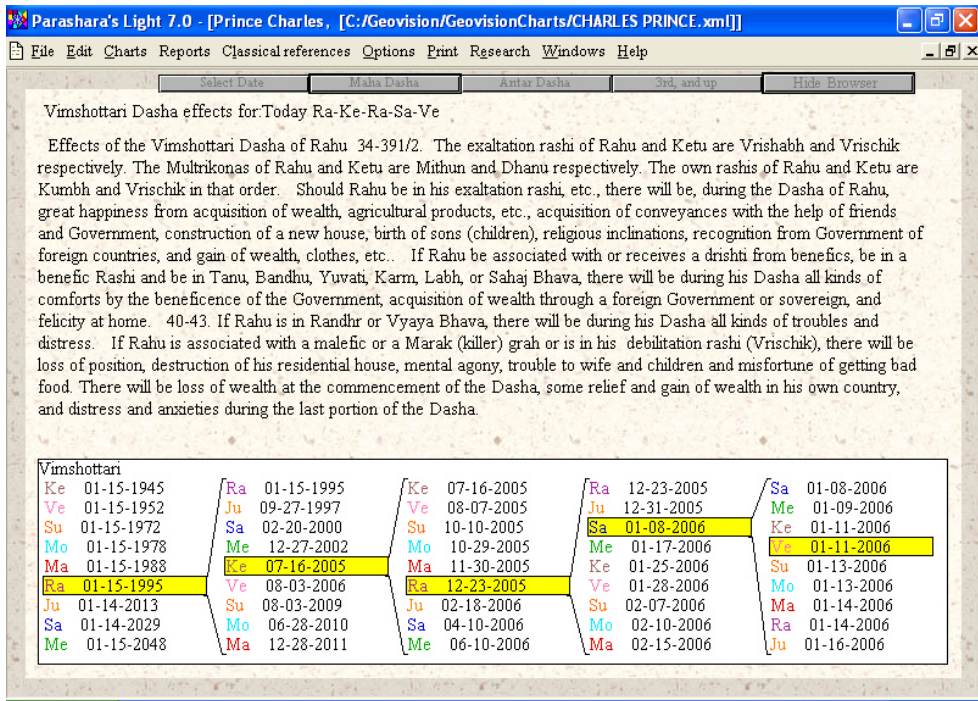 Parashara's Light 7.0 - [Prince Charles, [C:/Geovision/GeovisionCharts/CHARLES PRINCE.xml]]
File Edit Charts Reports Classical references Options Print Research Windows Help
Select Date Maha Dasha Antar Dasha 3rd, and up Hide Browser
Vimshottari Dasha effects for:Today Ra-Ke-Ra-Sa-Ve
Effects of the Vimshottari Dasha of Rahu 34-391/2. The exaltation rashi of Rahu and Ketu are Vrishabh and Vrischik
respectively. The Multrikonas of Rahu and Ketu are Mithun and Dhanu respectively. The own rashis of Rahu and Ketu are
Kumbh and Vrischik in that order. Should Rahu be in his exaltation rashi, etc., there will be, during the Dasha of Rahu,
great happiness from acquisition of wealth, agricultural products, etc., acquisition of conveyances with the help of friends
and Government, construction of a new house, birth of sons (children), religious inclinations, recognition from Government of
foreign countries, and gain of wealth, clothes, etc.. If Rahu be associated with or receives a drishti from benefics, be in a
benefic Rashi and be in Tanu, Bandhu, Yuvati, Karm, Labh, or Sahaj Bhava, there will be during his Dasha all kinds of
comforts by the beneficence of the Government, acquisition of wealth through a foreign Government or sovereign, and
felicity at home. 40-43. If Rahu is in Randhr or Vyaya Bhava, there will be during his Dasha all kinds of troubles and
distress. If Rahu is associated with a malefic or a Marak (killer) grah or is in his debilitation rashi (Vrischik), there will be
loss of position, destruction of his residential house, mental agony, trouble to wife and children and misfortune of getting bad
food. There will be loss of wealth at the commencement of the Dasha, some relief and gain of wealth in his own country,
and distress and anxieties during the last portion of the Dasha.
Vimshottari
Ke 01-15-1945 Ra 01-15-1995 Ke 07-16-2005 Ra 12-23-2005 Sa 01-08-2006
Ve 01-15-1952 Ju 09-27-1997 Ve 08-07-2005 Ju 12-31-2005 Me 01-09-2006
Su 01-15-1972 Sa 02-20-2000 Su 10-10-2005 Sa 01-08-2006 Ke 01-11-2006
Mo 01-15-1978 Me 12-27-2002 Mo 10-29-2005 Me 01-17-2006 Ve 01-11-2006
Ma 01-15-1988 Ke 07-16-2005 Ma 11-30-2005 Ke 01-25-2006 Su 01-13-2006
Ra 01-15-1995 Ve 08-03-2006 Ra 12-23-2005 Ve 01-28-2006 Mo 01-13-2006
Ju 01-14-2013 Su 08-03-2009 Ju 02-18-2006 Su 02-07-2006 Ma 01-14-2006
Sa 01-14-2029 Mo 06-28-2010 Sa 04-10-2006 Mo 02-10-2006 Ra 01-14-2006
Me 01-15-2048 Ma 12-28-2011 Me 06-10-2006 Ma 02-15-2006 Ju 01-16-2006